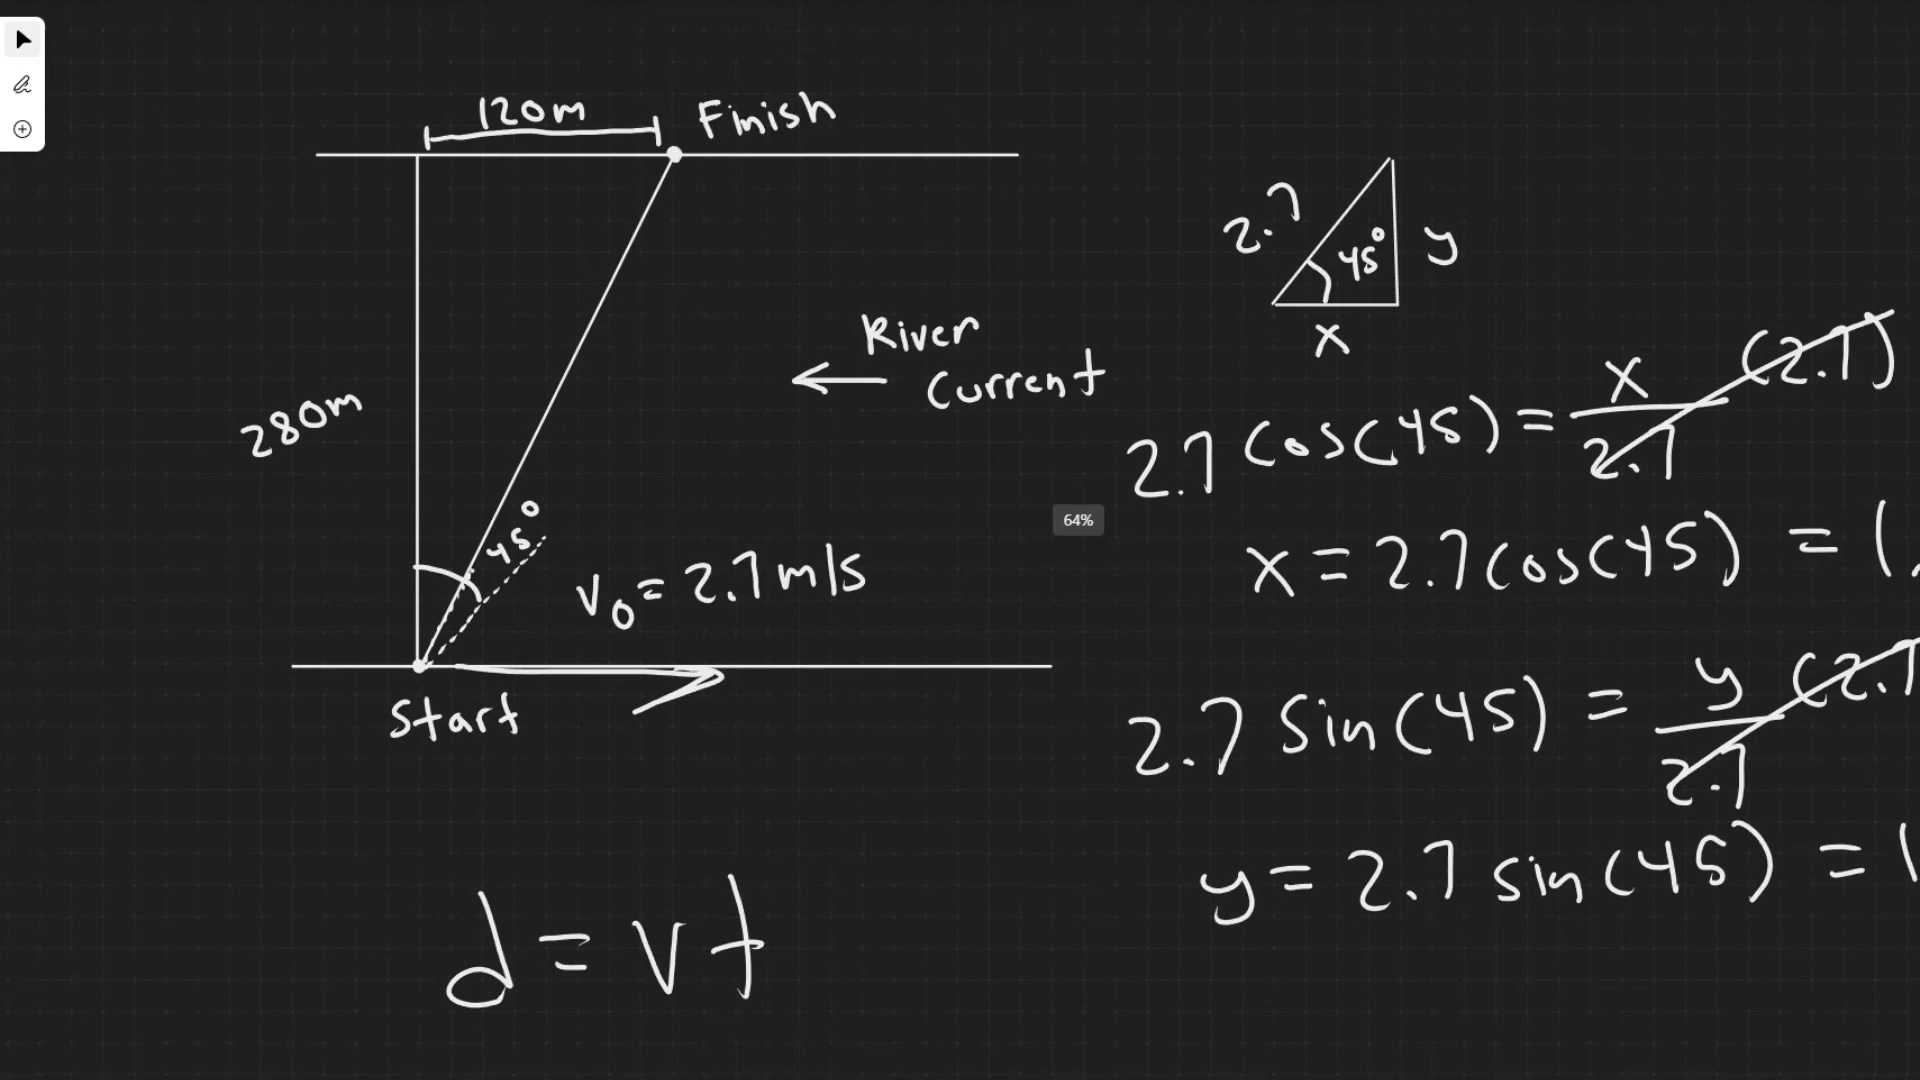 120m
Finish
2.7
45°
y
x
River
Current
280m
2.7 cos(45) = x/2.7 (2.7)
45°
64%
V₀ = 2.7 m/s
x = 2.7 cos(45) = 1.
Start
2.7 sin(45) = y/2.7 (2.7
y = 2.7 sin(45) = 1
d = vt